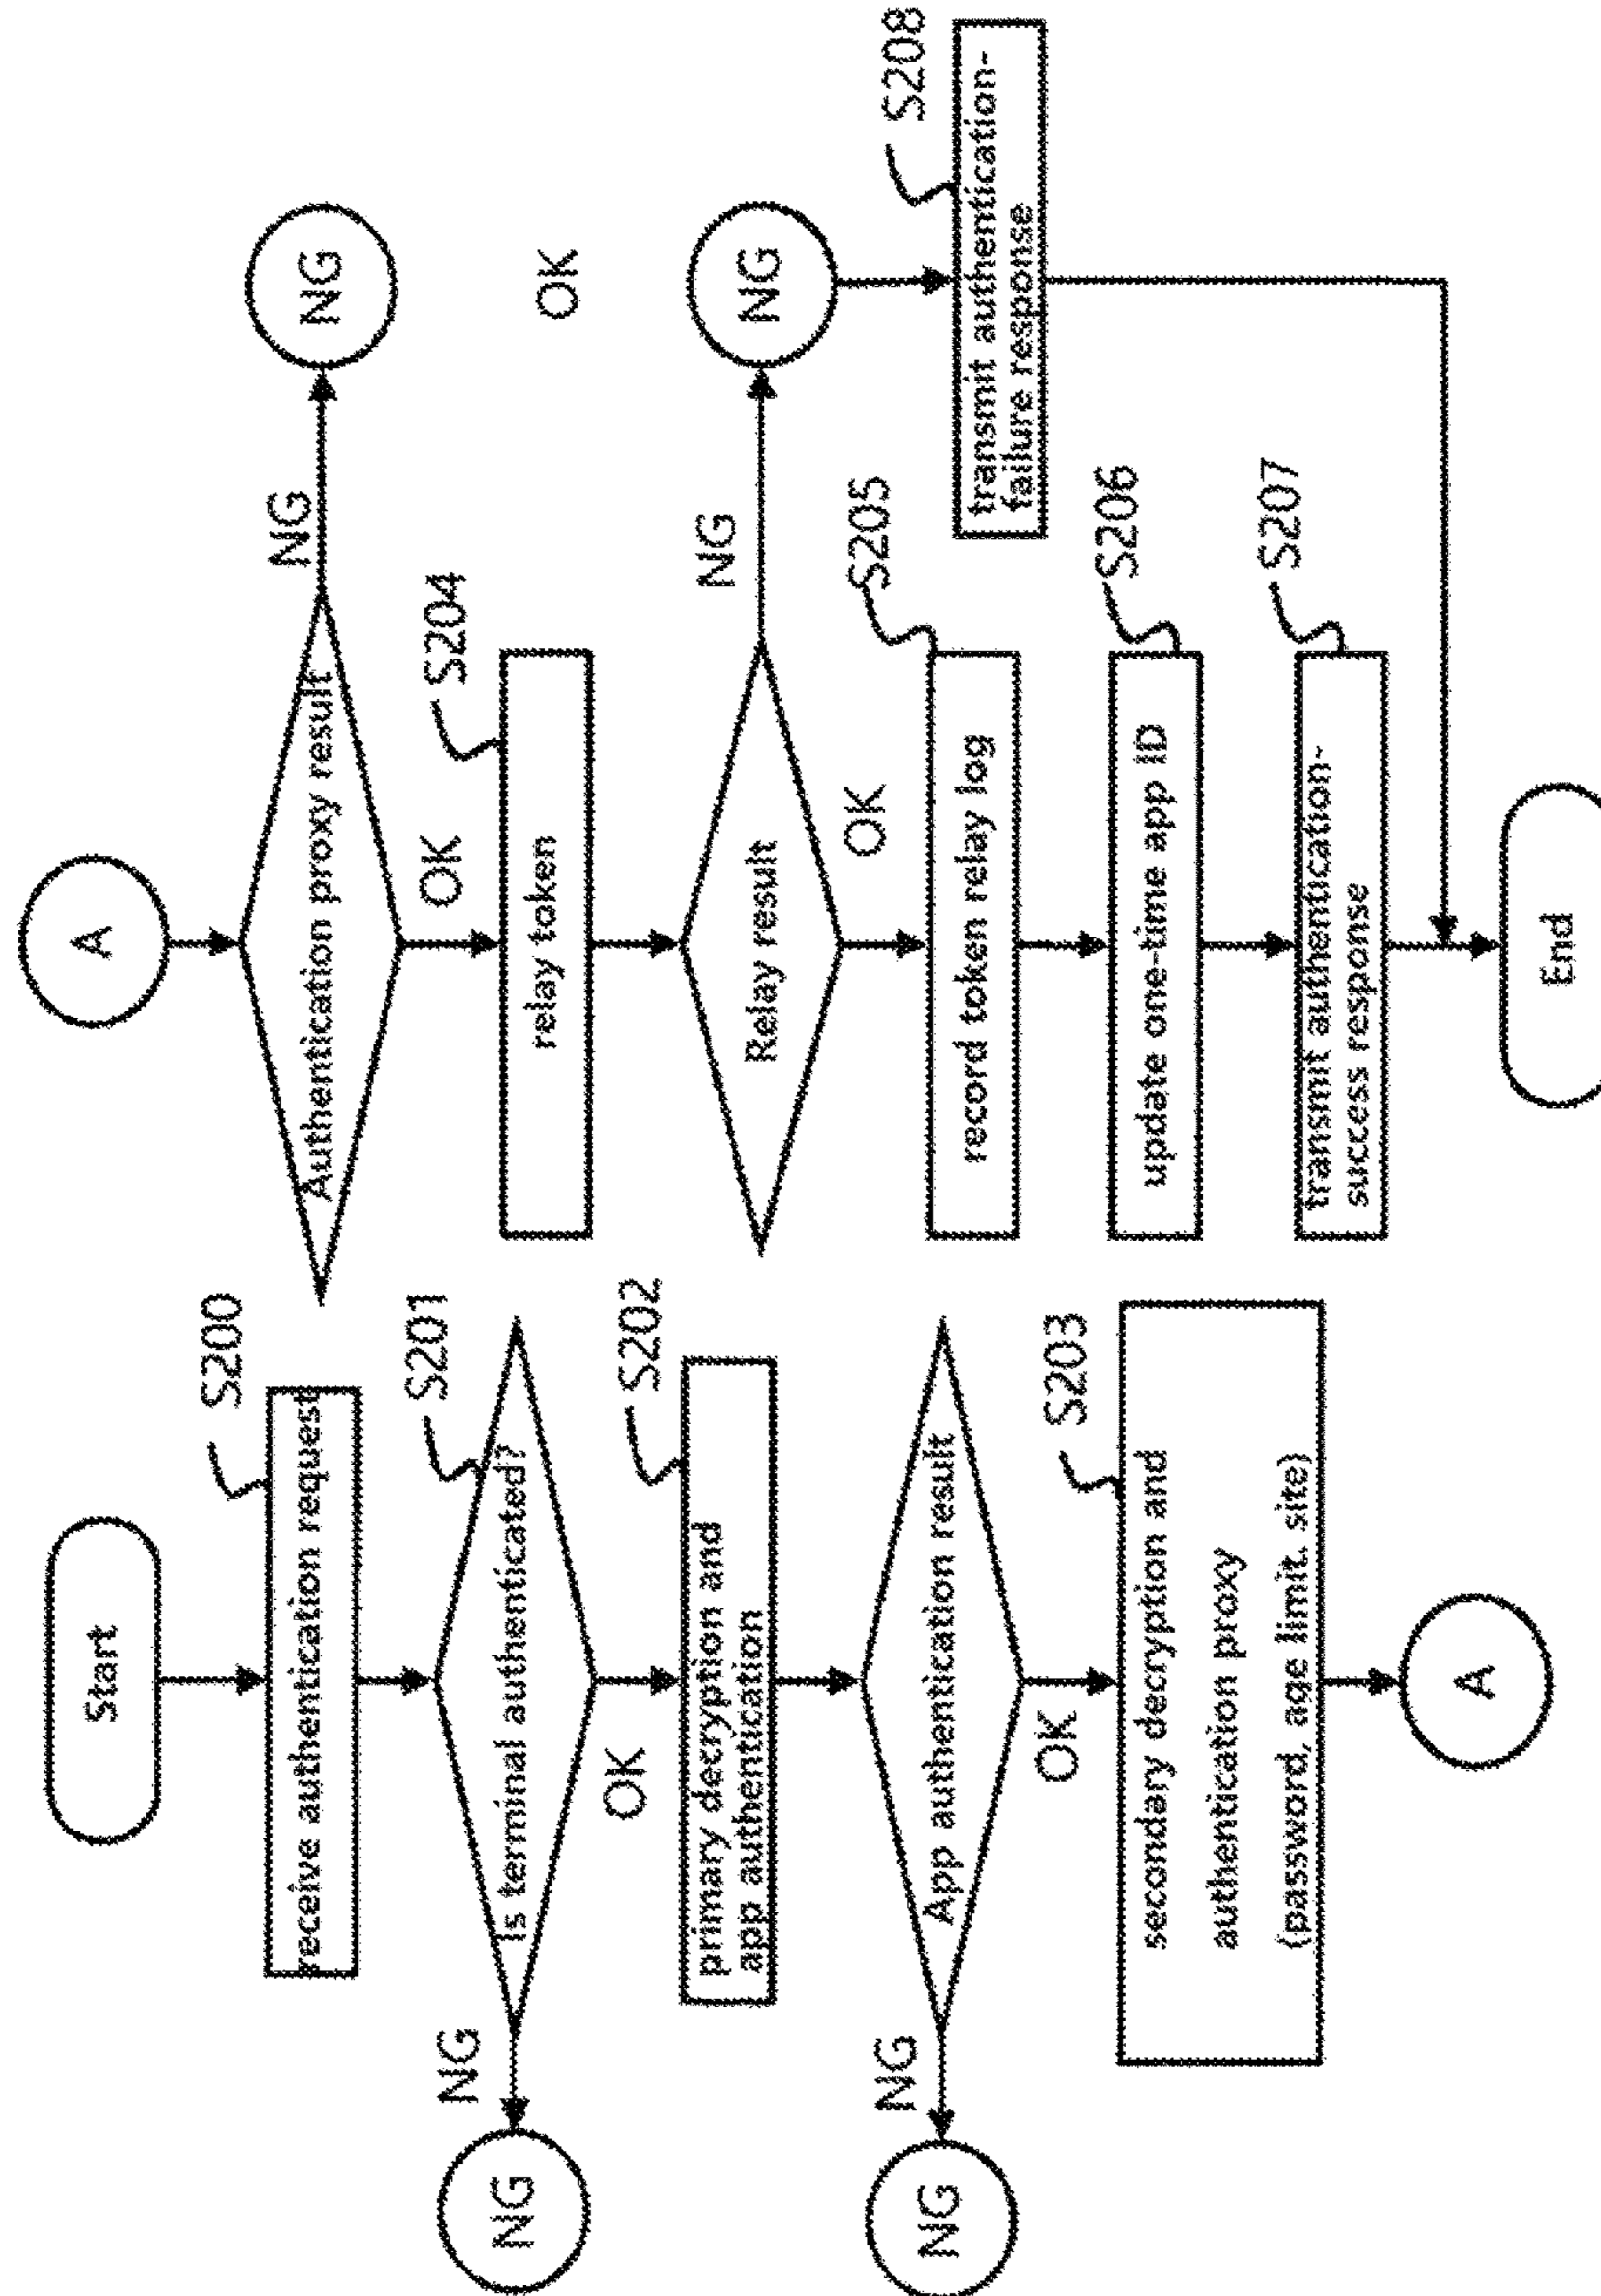 Start
S200
receive authentication request
S201
Is terminal authenticated?
NG
NG
OK
S202
primary decryption and
app authentication
App authentication result
NG
NG
OK
S203
secondary decryption and
authentication proxy
(password, age limit. site)
A
A
Authentication proxy result
NG
NG
OK
S204
relay token
OK
Relay result
NG
NG
OK
S205
record token relay log
S206
update one-time app ID
S207
transmit authentication-
success response
S208
transmit authentication-
failure response
End